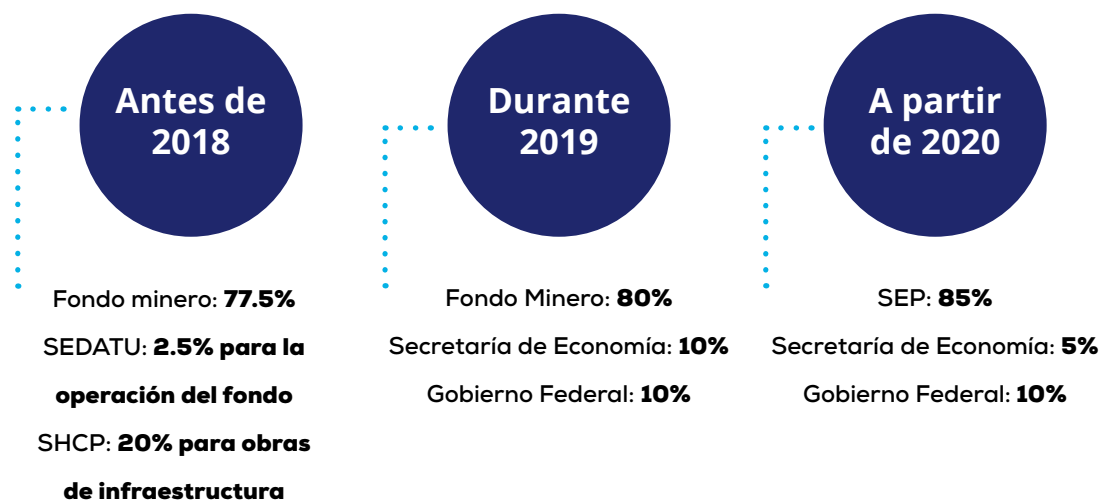 Antes de
2018
Fondo minero: 77.5%
SEDATU: 2.5% para la
operación del fondo
SHCP: 20% para obras
de infraestructura
Durante
2019
Fondo Minero: 80%
Secretaría de Economía: 10%
Gobierno Federal: 10%
A partir
de 2020
SEP: 85%
Secretaría de Economía: 5%
Gobierno Federal: 10%